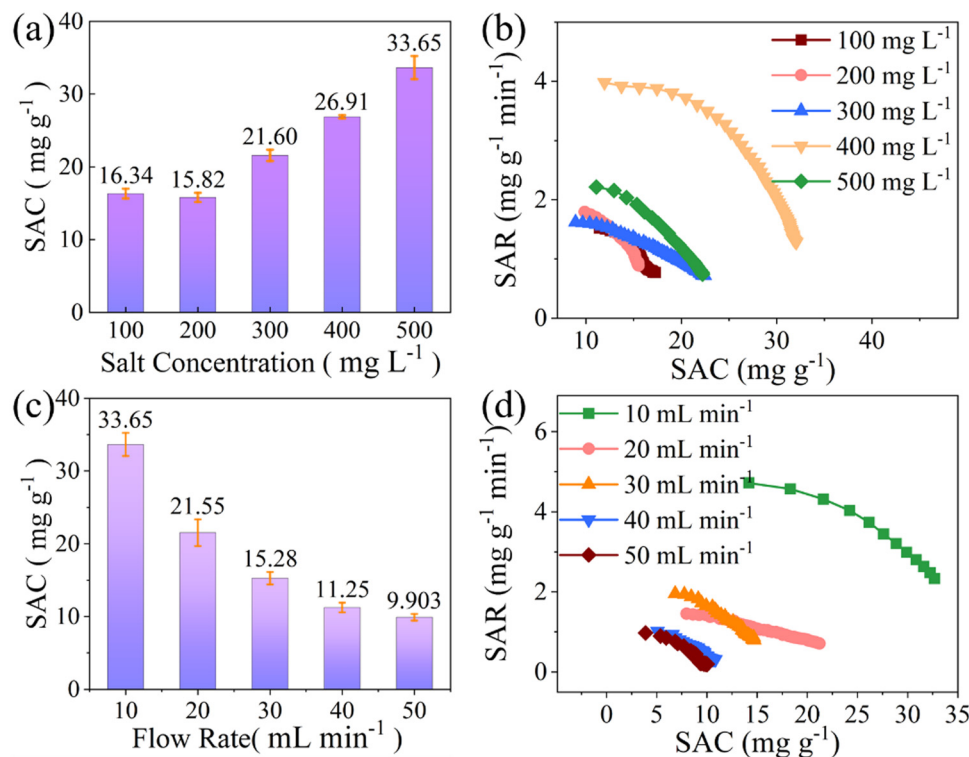 (a)
40
30
20
10
0
SAC ( mg g⁻¹)
16.34
15.82
21.60
26.91
33.65
100 200 300 400 500
Salt Concentration ( mg L⁻¹)
(b)
4
2
0
SAR (mg g⁻¹ min⁻¹)
100 mg L⁻¹
200 mg L⁻¹
300 mg L⁻¹
400 mg L⁻¹
500 mg L⁻¹
10 20 30 40
SAC (mg g⁻¹)
(c)
40
30
20
10
0
SAC ( mg g⁻¹)
33.65
21.55
15.28
11.25
9.903
10 20 30 40 50
Flow Rate( mL min⁻¹ )
(d)
6
4
2
0
SAR (mg g⁻¹ min⁻¹)
10 mL min⁻¹
20 mL min⁻¹
30 mL min⁻¹
40 mL min⁻¹
50 mL min⁻¹
0 5 10 15 20 25 30 35
SAC (mg g⁻¹)